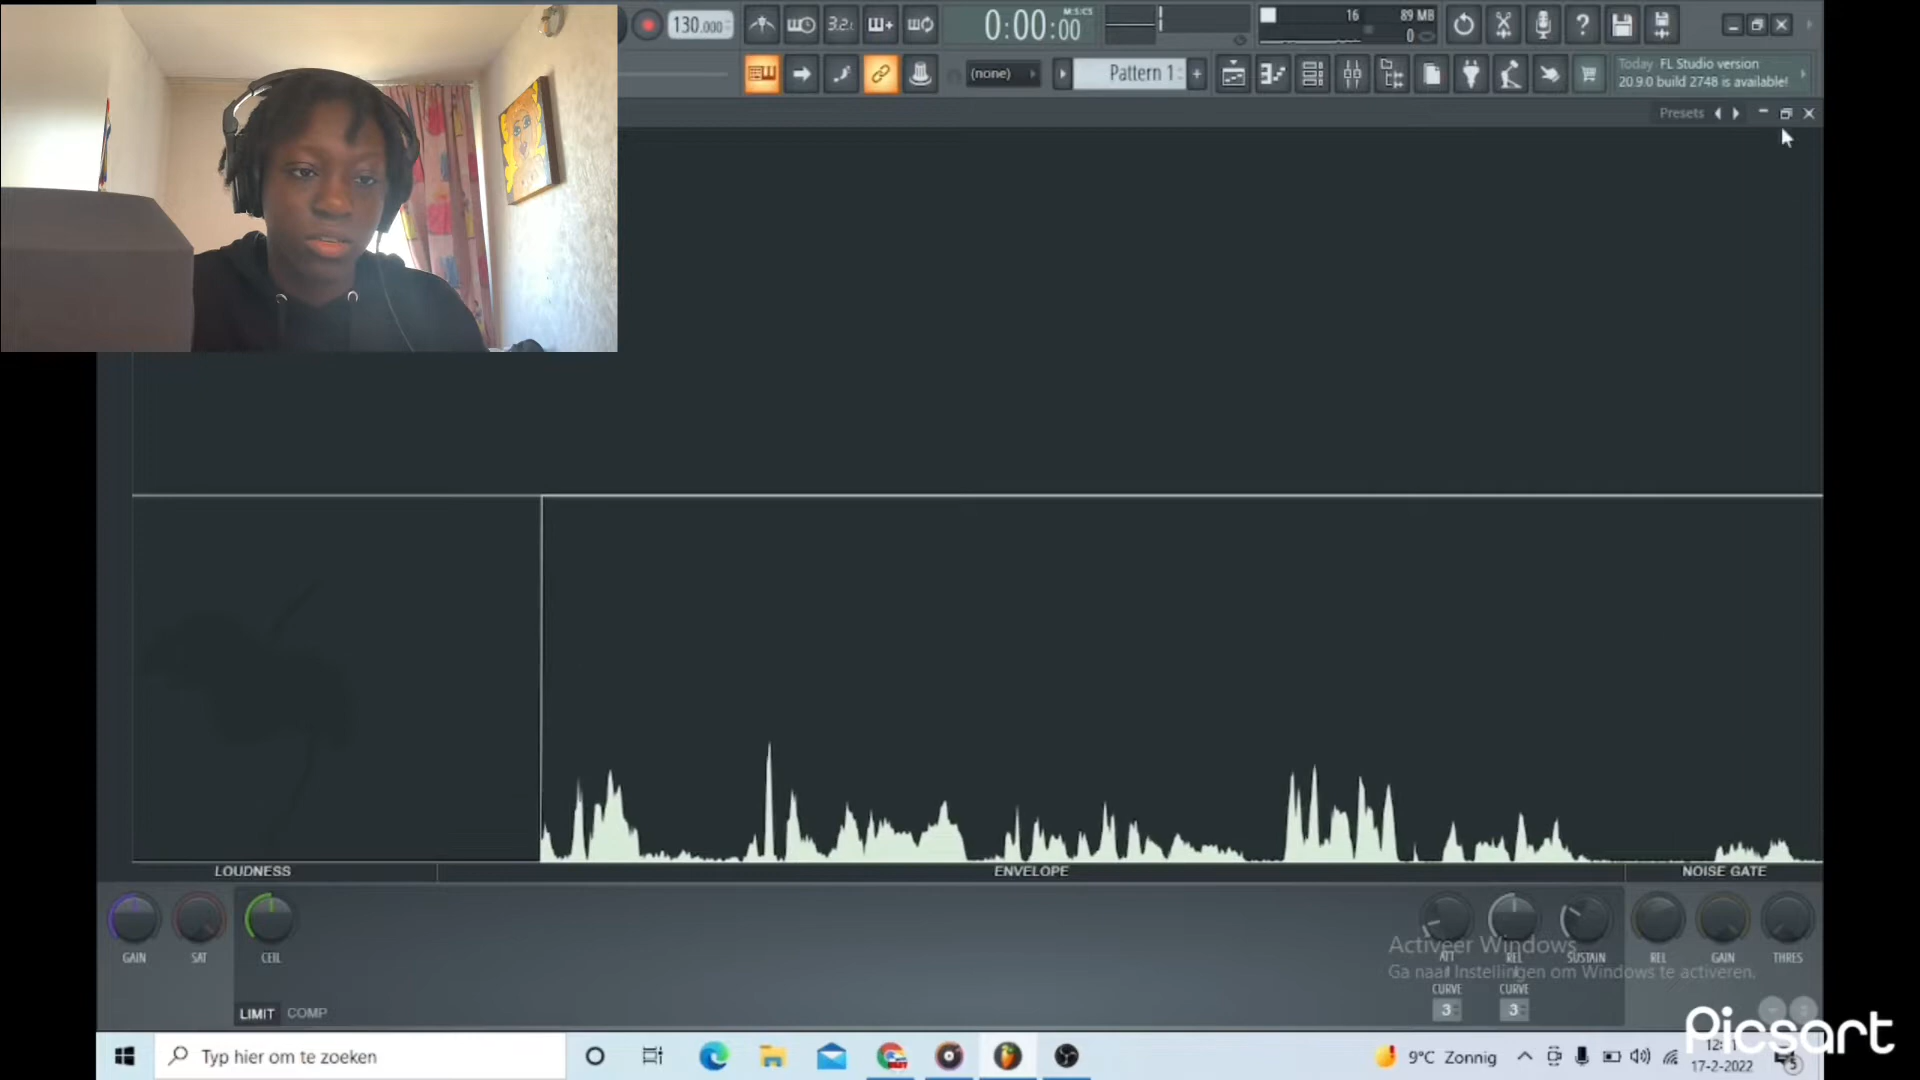 130.000
3.2.1
0:00:00
M:S:CS
16
89 MB
0
(none)
Pattern 1
Today FL Studio version
20.9.0 build 2748 is available!
Presets
LOUDNESS
ENVELOPE
NOISE GATE
GAIN
SAT
CEIL
ATT
REL
SUSTAIN
REL
GAIN
THRES
CURVE
CURVE
3
3
LIMIT
COMP
Activeer Windows
Ga naar Instellingen om Windows te activeren.
Picsart
Typ hier om te zoeken
9°C Zonnig
17-2-2022
5